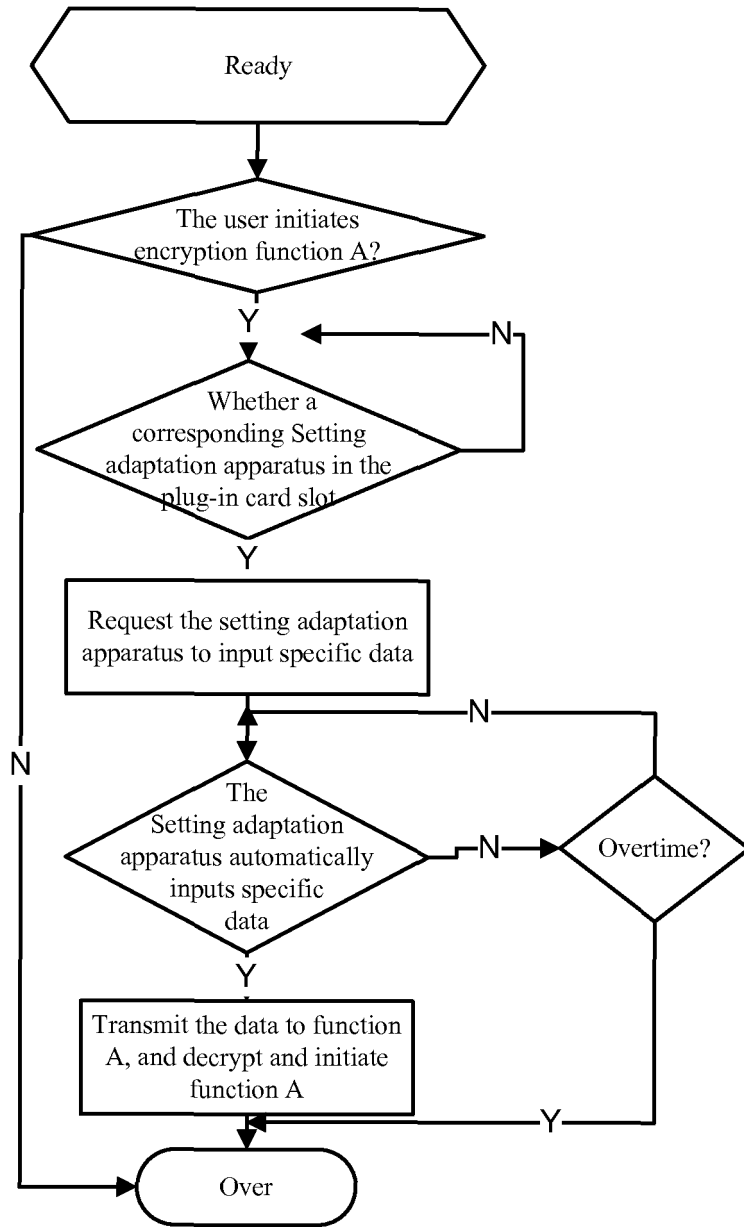 Ready
The user initiates
encryption function A?
Y
N
Whether a
corresponding Setting
adaptation apparatus in the
plug-in card slot
Y
Request the setting adaptation
apparatus to input specific data
N
N
The
Setting adaptation
apparatus automatically
inputs specific
data
N
Overtime?
Y
Transmit the data to function
A, and decrypt and initiate
function A
Y
Over